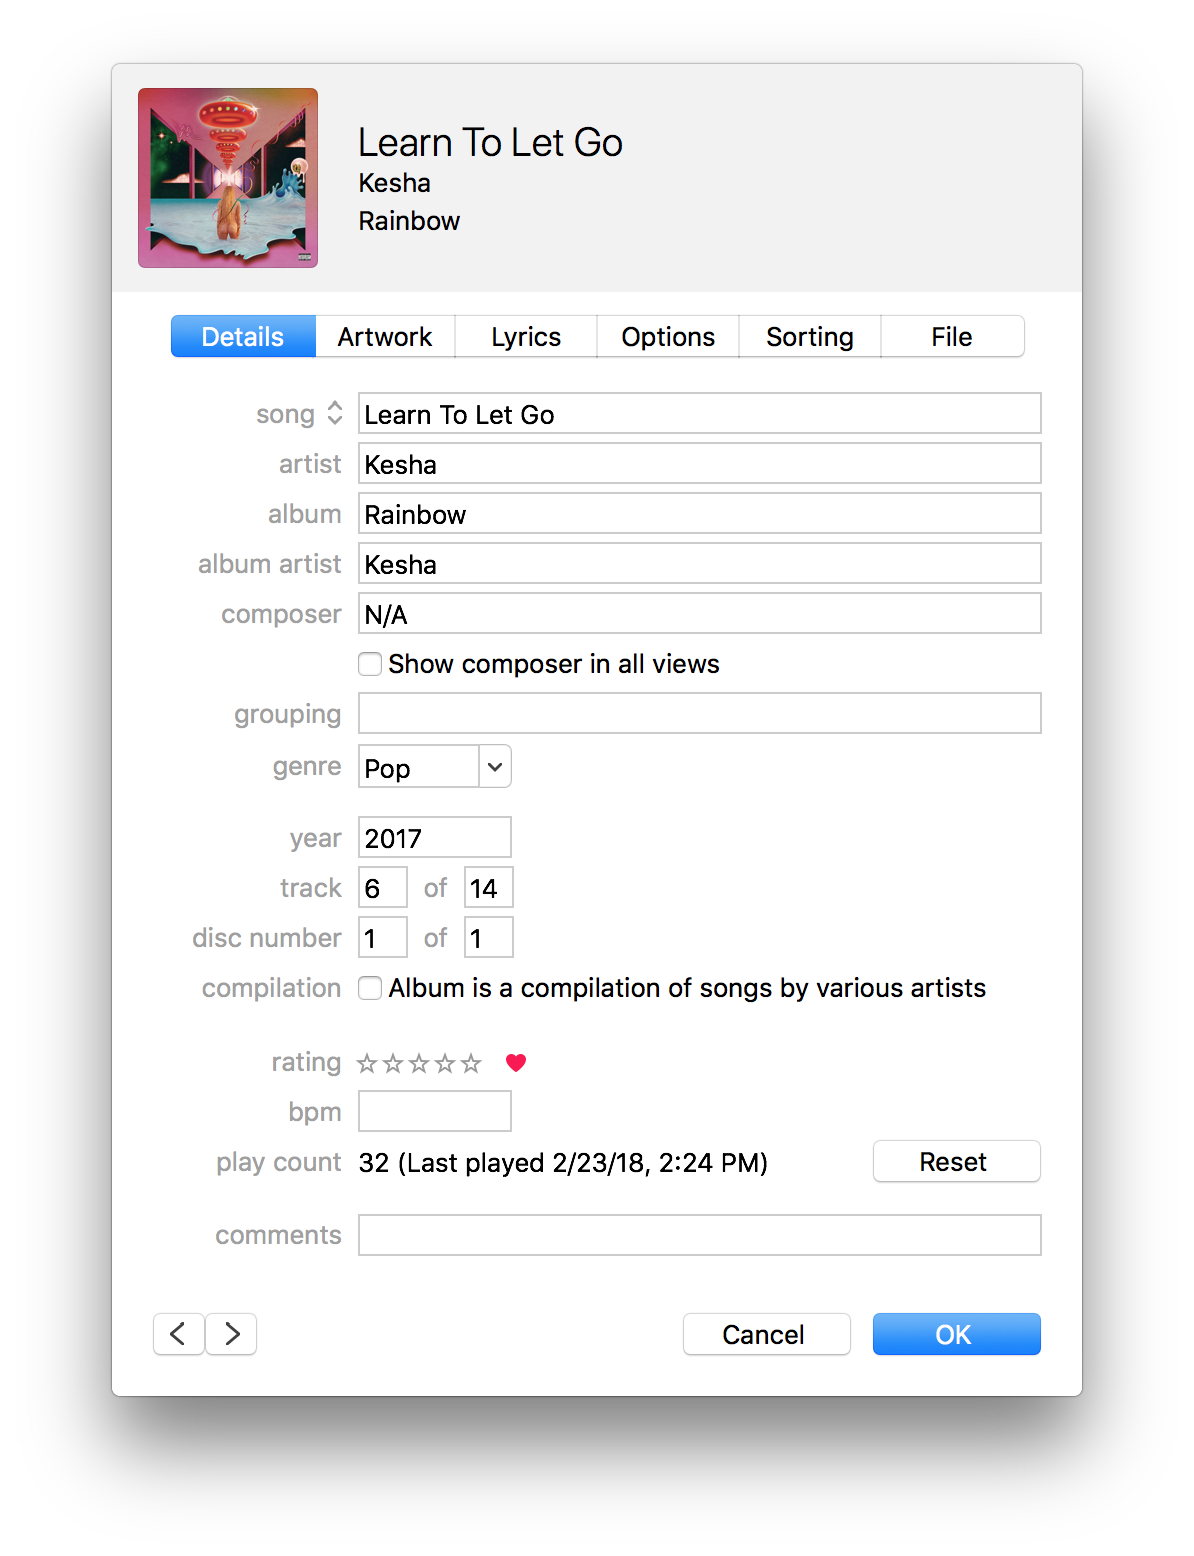 Learn To Let Go
Kesha
Rainbow
Details Artwork Lyrics Options Sorting File
song Learn To Let Go
artist Kesha
album Rainbow
album artist Kesha
composer N/A
Show composer in all views
grouping
genre Pop
year 2017
track 6 of 14
disc number 1 of 1
compilation Album is a compilation of songs by various artists
rating
bpm
play count 32 (Last played 2/23/18, 2:24 PM) Reset
comments
Cancel OK